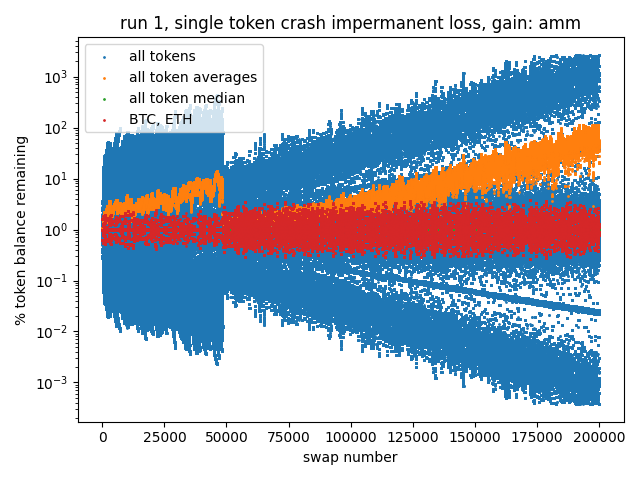 run 1, single token crash impermanent loss, gain: amm
all tokens
all token averages
all token median
BTC, ETH
% token balance remaining
10³
10²
10¹
10⁰
10⁻¹
10⁻²
10⁻³
0 25000 50000 75000 100000 125000 150000 175000 200000
swap number